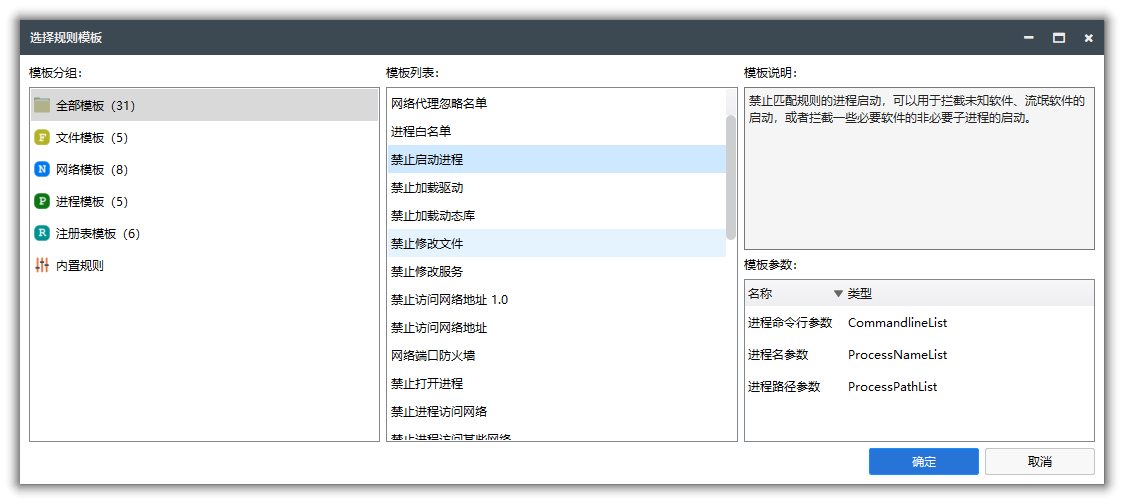 选择规则模板
模板分组：
全部模板（31）
F 文件模板（5）
N 网络模板（8）
P 进程模板（5）
R 注册表模板（6）
内置规则
模板列表：
网络代理忽略名单
进程白名单
禁止启动进程
禁止加载驱动
禁止加载动态库
禁止修改文件
禁止修改服务
禁止访问网络地址 1.0
禁止访问网络地址
网络端口防火墙
禁止打开进程
禁止进程访问网络
禁止进程访问某些网络
模板说明：
禁止匹配规则的进程启动，可以用于拦截未知软件、流氓软件的
启动，或者拦截一些必要软件的非必要子进程的启动。
模板参数：
名称 类型
进程命令行参数 CommandlineList
进程名参数 ProcessNameList
进程路径参数 ProcessPathList
确定 取消